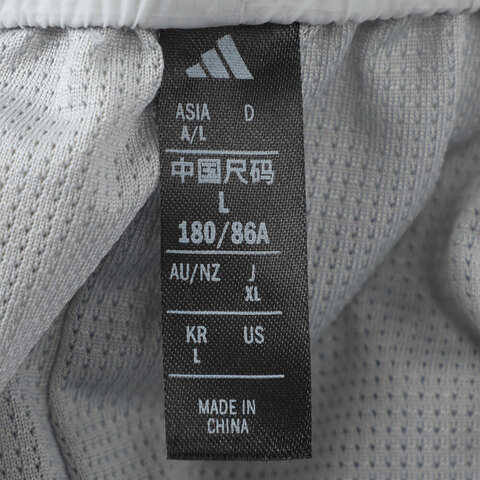 ASIA D
A/L
中国尺码
L
180/86A
AU/NZ J
XL
KR US
L
MADE IN
CHINA